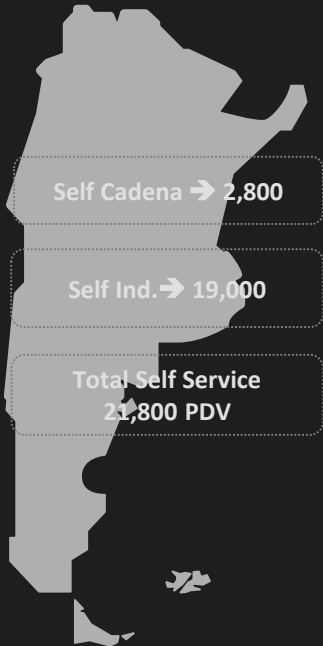 Self Cadena ➔ 2,800
Self Ind. ➔ 19,000
Total Self Service
21,800 PDV